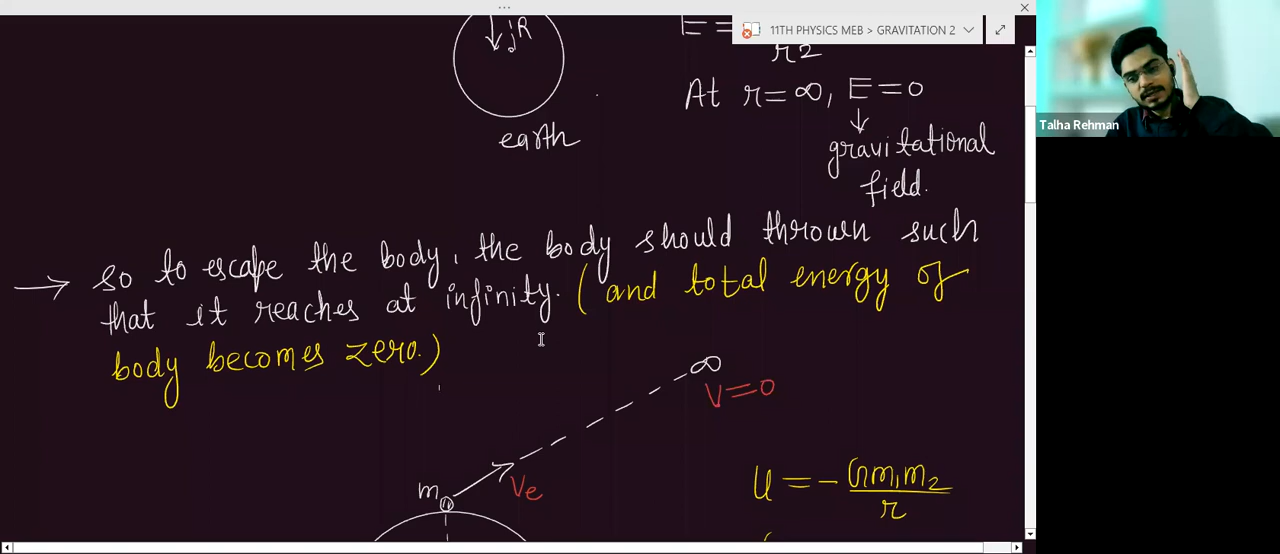 11TH PHYSICS MEB > GRAVITATION 2
Talha Rehman
R
E =
r2
At r=∞, E=0
earth
gravitational
field.
→ so to escape the body, the body should thrown such
that it reaches at infinity. (and total energy of
body becomes zero.)
∞
V=0
m
Ve
U = - Gm1m2
r